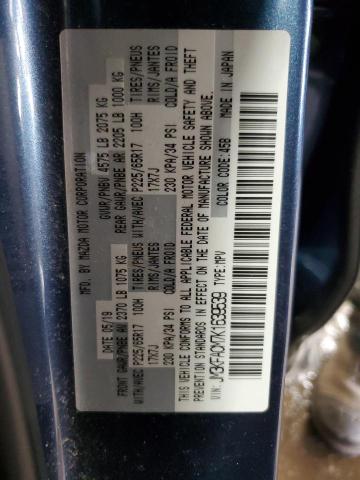 MFD. BY MAZDA MOTOR CORPORATION
DATE: 05/19 GVWR/PNBV 4575 LB 2075 KG
FRONT GAWR/PNBE AV 2370 LB 1075 KG REAR GAWR/PNBE AR 2205 LB 1000 KG
WITH/AVEC P225/65R17 100H TIRES/PNEUS WITH/AVEC P225/65R17 100H TIRES/PNEUS
17X7J RIMS/JANTES 17X7J RIMS/JANTES
230 KPA/34 PSI COLD/A FROID 230 KPA/34 PSI COLD/A FROID
THIS VEHICLE CONFORMS TO ALL APPLICABLE FEDERAL MOTOR VEHICLE SAFETY AND THEFT
PREVENTION STANDARDS IN EFFECT ON THE DATE OF MANUFACTURE SHOWN ABOVE.
VIN: TYPE:MPV COLOR CODE:45B MADE IN JAPAN